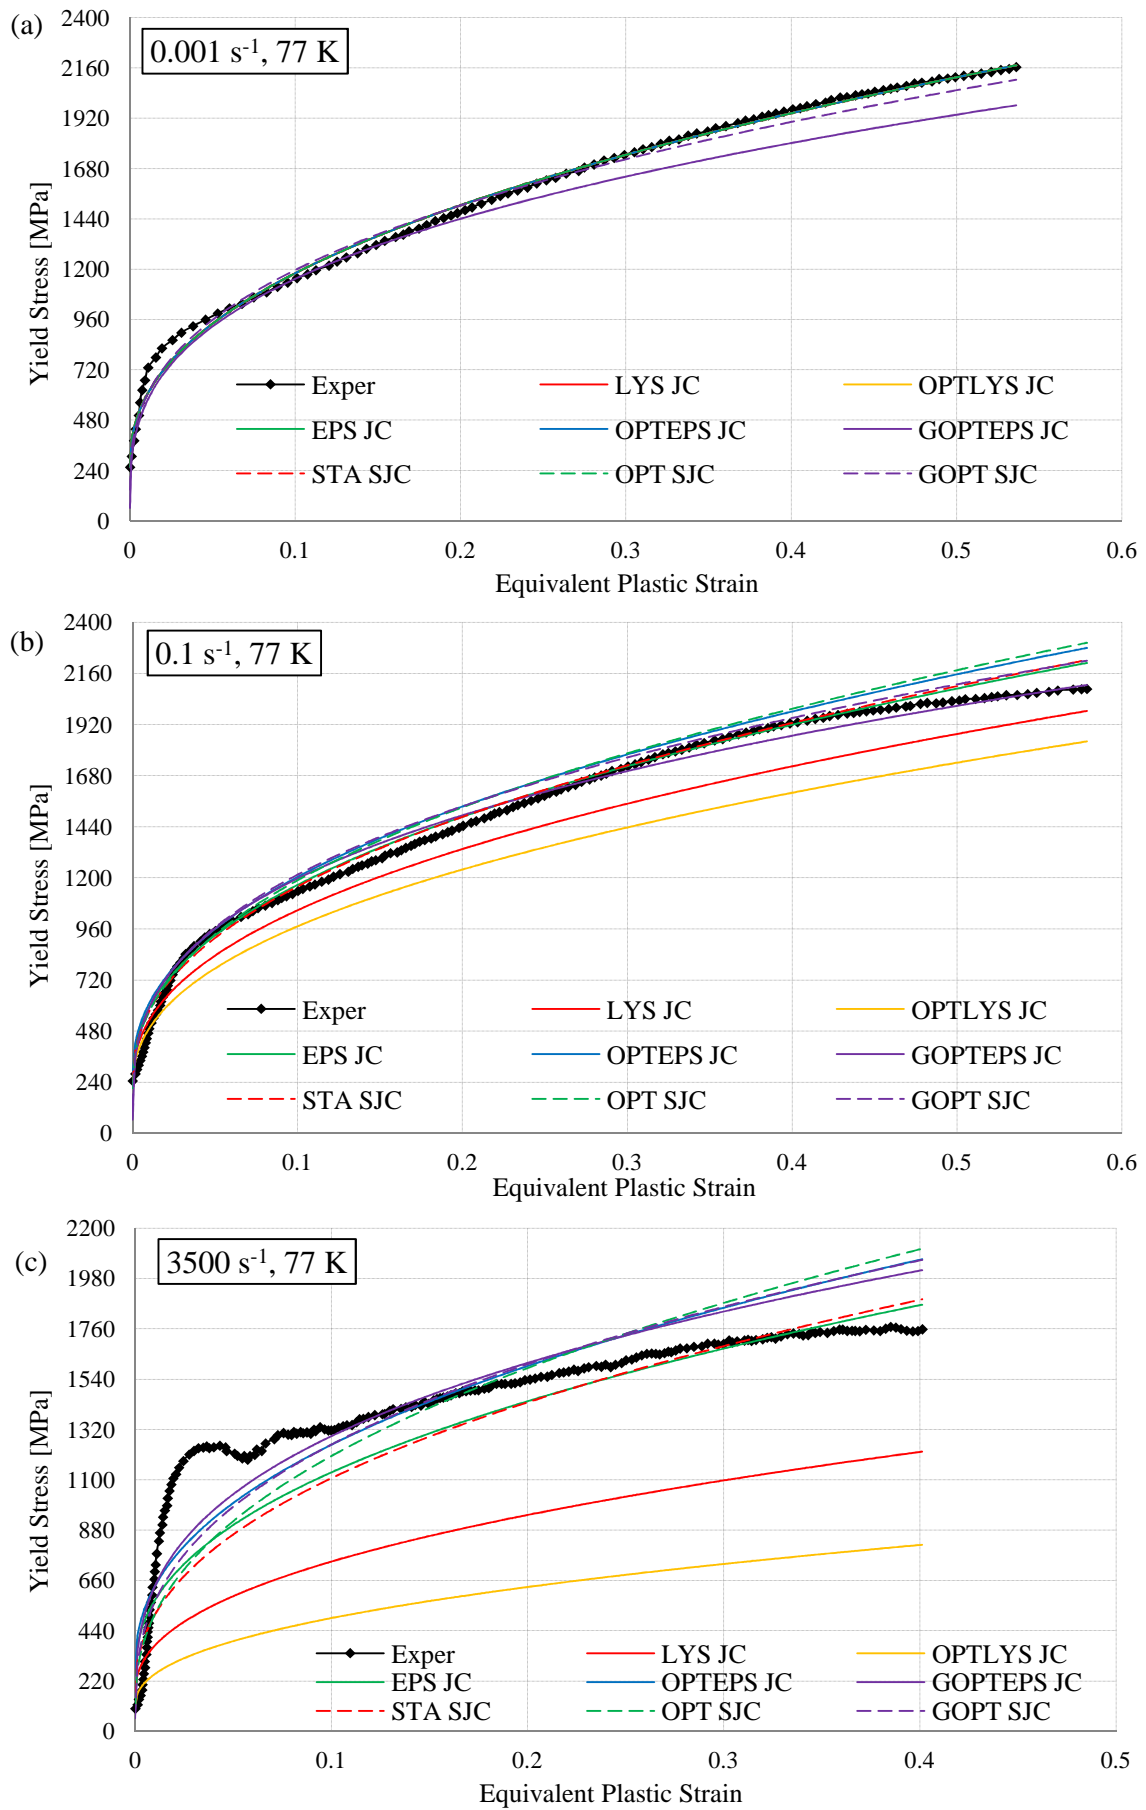 (a)
0.001 s-1, 77 K
2400
2160
1920
1680
1440
1200
960
720
480
240
0
Yield Stress [MPa]
Exper LYS JC OPTLYS JC
EPS JC OPTEPS JC GOPTEPS JC
STA SJC OPT SJC GOPT SJC
0 0.1 0.2 0.3 0.4 0.5 0.6
Equivalent Plastic Strain
(b)
0.1 s-1, 77 K
2400
2160
1920
1680
1440
1200
960
720
480
240
0
Yield Stress [MPa]
Exper LYS JC OPTLYS JC
EPS JC OPTEPS JC GOPTEPS JC
STA SJC OPT SJC GOPT SJC
0 0.1 0.2 0.3 0.4 0.5 0.6
Equivalent Plastic Strain
(c)
3500 s-1, 77 K
2200
1980
1760
1540
1320
1100
880
660
440
220
0
Yield Stress [MPa]
Exper LYS JC OPTLYS JC
EPS JC OPTEPS JC GOPTEPS JC
STA SJC OPT SJC GOPT SJC
0 0.1 0.2 0.3 0.4 0.5
Equivalent Plastic Strain